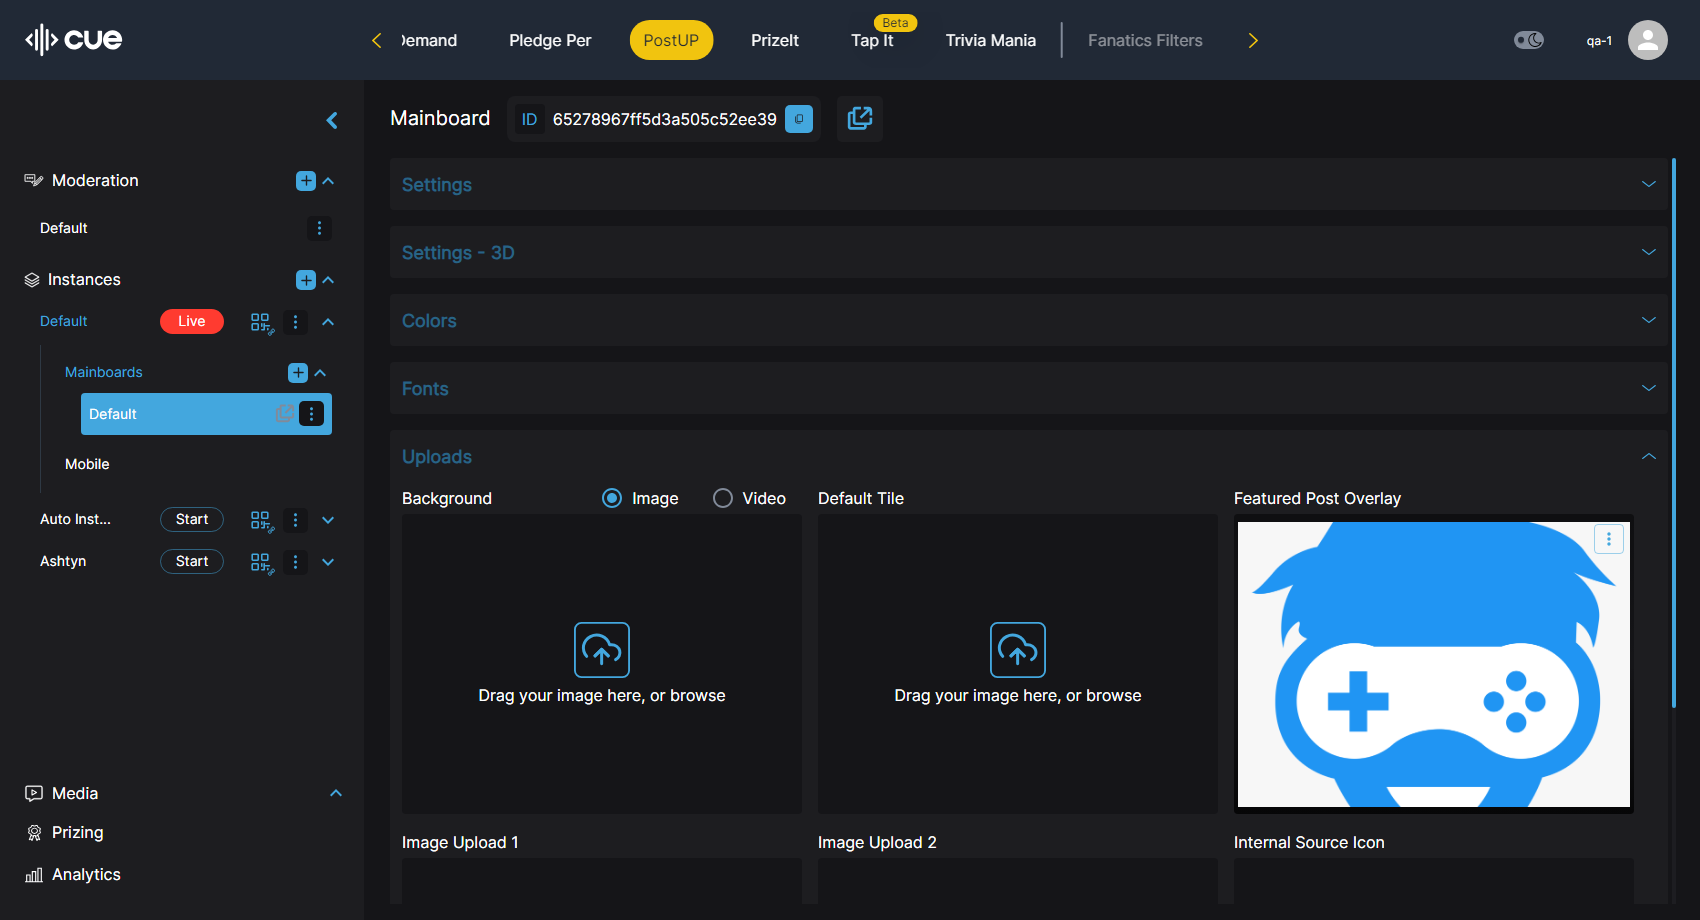 cue
Demand
Pledge Per
PostUP
PrizeIt
Beta
Tap It
Trivia Mania
Fanatics Filters
qa-1
Mainboard
ID 65278967ff5d3a505c52ee39
Moderation
Default
Instances
Default
Live
Mainboards
Default
Mobile
Auto Inst...
Start
Ashtyn
Start
Media
Prizing
Analytics
Settings
Settings - 3D
Colors
Fonts
Uploads
Background
Image
Video
Default Tile
Featured Post Overlay
Drag your image here, or browse
Drag your image here, or browse
Image Upload 1
Image Upload 2
Internal Source Icon